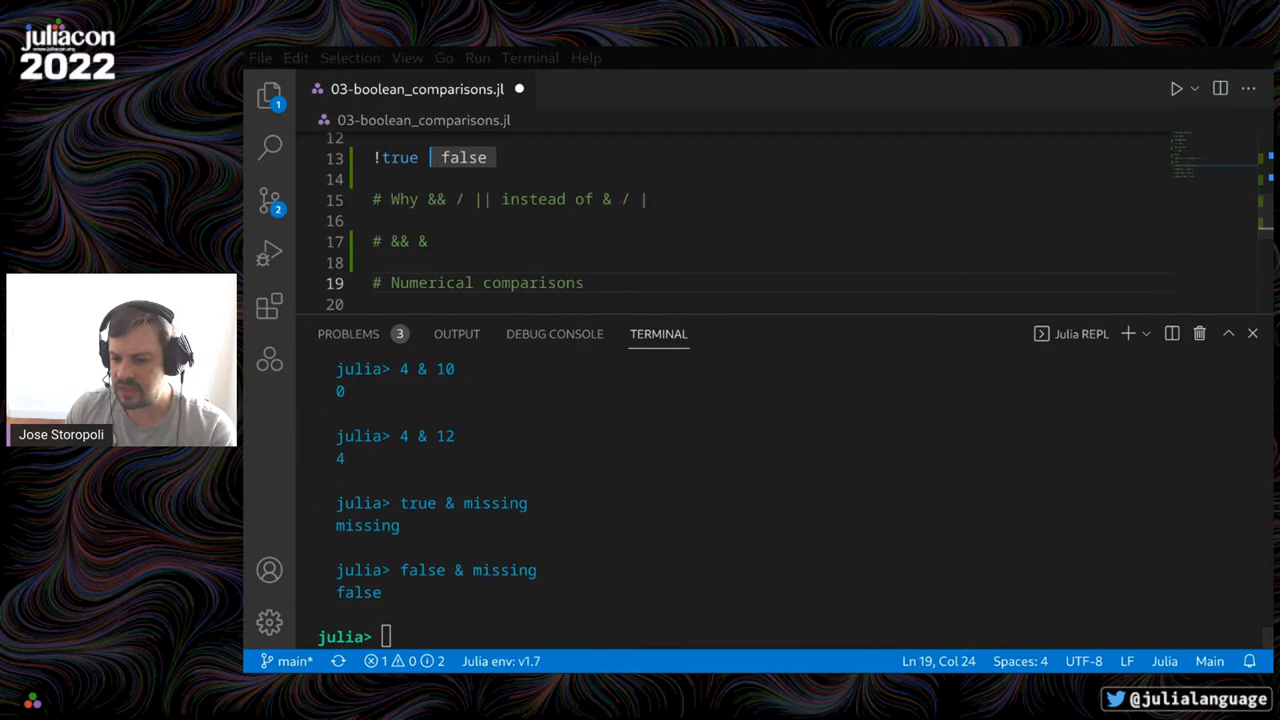 juliacon
www.juliacon.org
2022
File Edit Selection View Go Run Terminal Help
03-boolean_comparisons.jl
03-boolean_comparisons.jl
12
13 !true | false
14
15 # Why && / || instead of & / |
16
17 # && &
18
19 # Numerical comparisons
20
PROBLEMS 3 OUTPUT DEBUG CONSOLE TERMINAL Julia REPL
julia> 4 & 10
0
julia> 4 & 12
4
julia> true & missing
missing
julia> false & missing
false
julia>
1
2
Jose Storopoli
main* 1 0 2 Julia env: v1.7 Ln 19, Col 24 Spaces: 4 UTF-8 LF Julia Main
@julialanguage